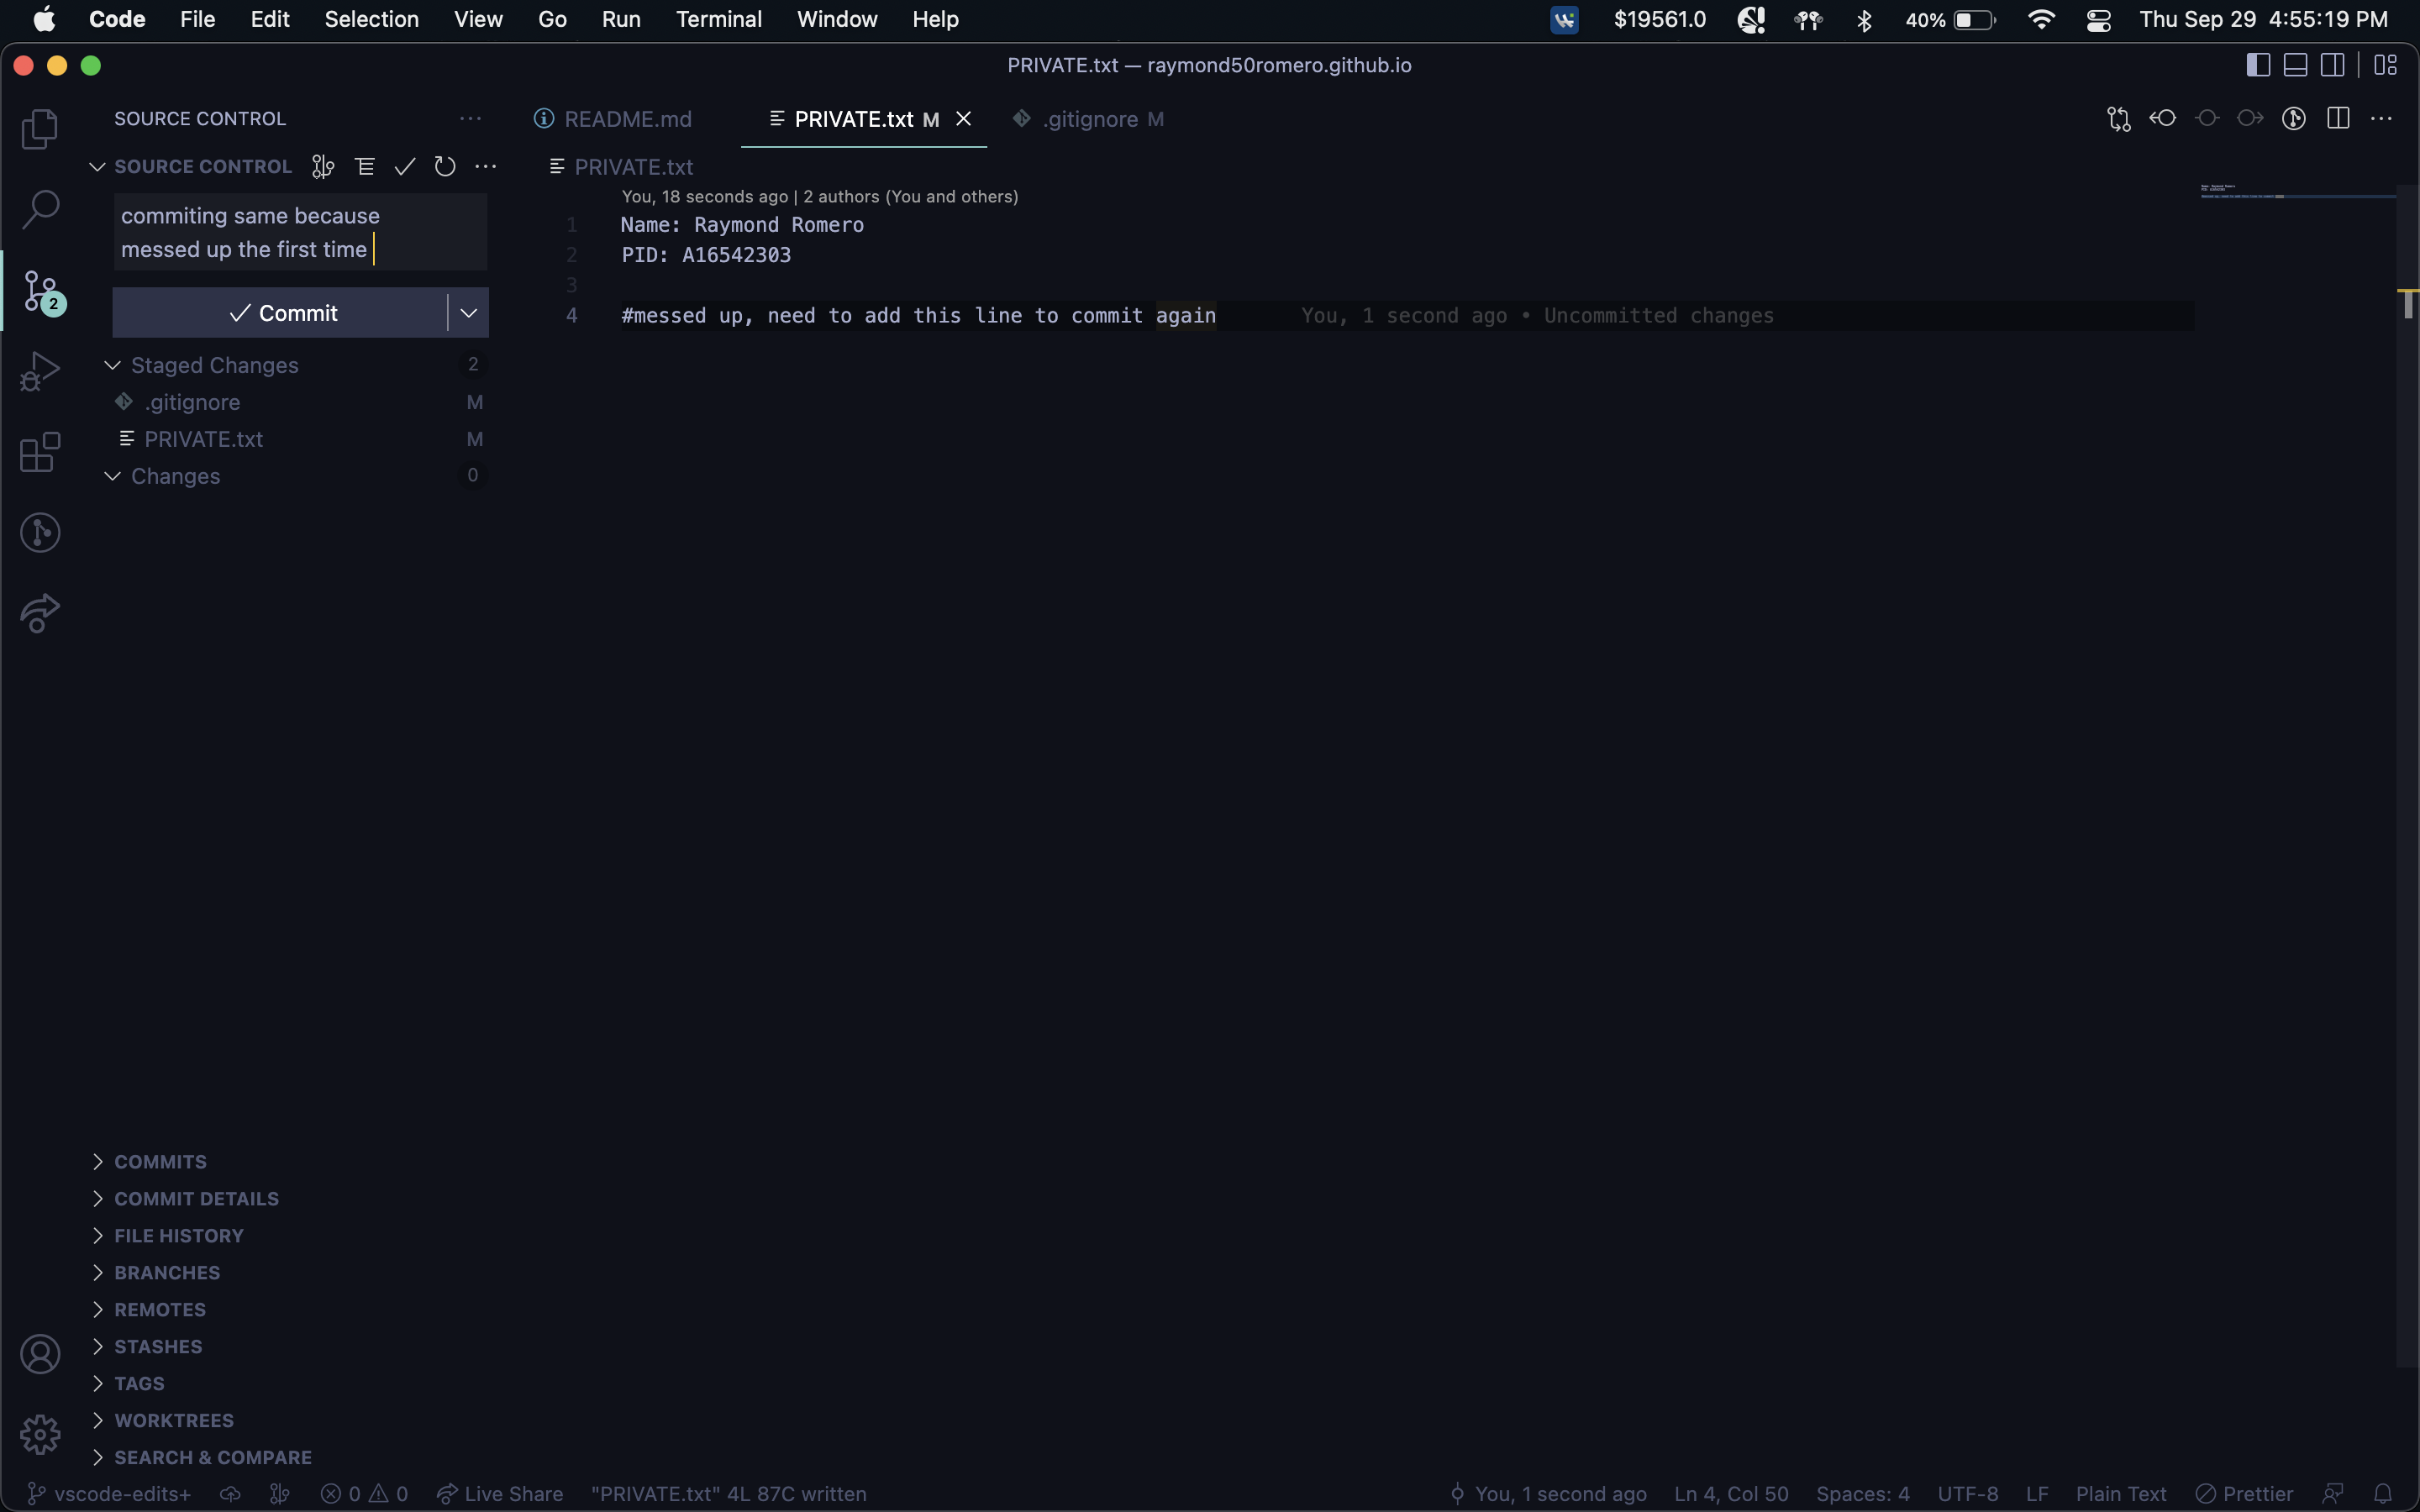 Code File Edit Selection View Go Run Terminal Window Help $19561.0 40% Thu Sep 29 4:55:19 PM
PRIVATE.txt — raymond50romero.github.io
SOURCE CONTROL
README.md PRIVATE.txt M .gitignore M
SOURCE CONTROL
PRIVATE.txt
commiting same because
messed up the first time
2
Commit
Staged Changes 2
.gitignore M
PRIVATE.txt M
Changes 0
You, 18 seconds ago | 2 authors (You and others)
1 Name: Raymond Romero
2 PID: A16542303
3
4 #messed up, need to add this line to commit again You, 1 second ago • Uncommitted changes
COMMITS
COMMIT DETAILS
FILE HISTORY
BRANCHES
REMOTES
STASHES
TAGS
WORKTREES
SEARCH & COMPARE
vscode-edits+ 0 0 Live Share "PRIVATE.txt" 4L 87C written You, 1 second ago Ln 4, Col 50 Spaces: 4 UTF-8 LF Plain Text Prettier